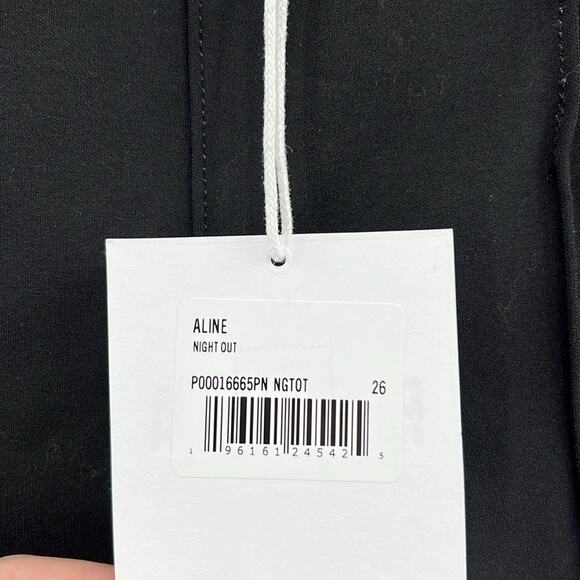 ALINE
NIGHT OUT
P00016665PN NGTOT 26
1 96161 24542 5